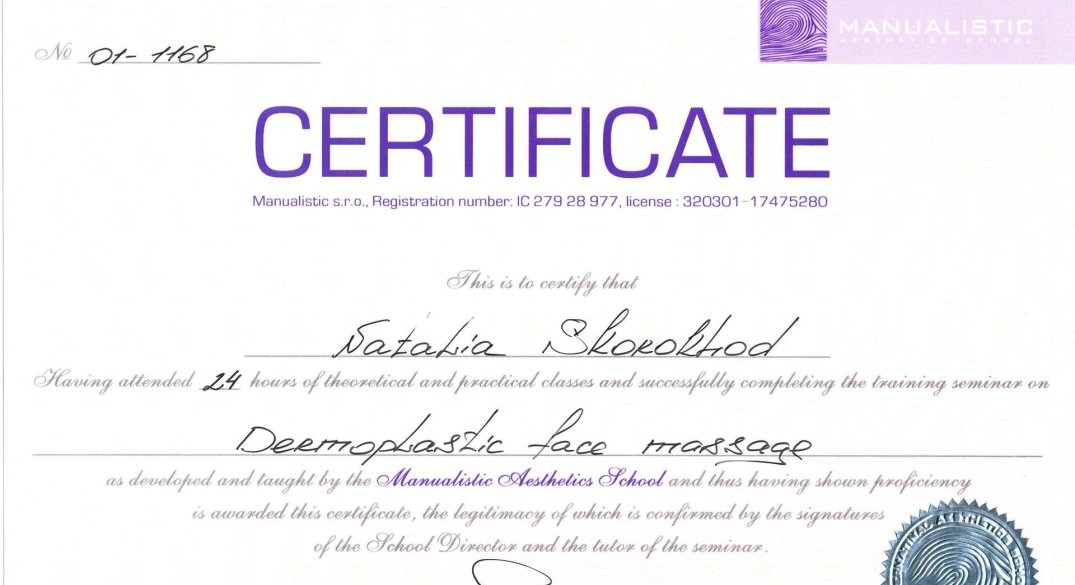 № 01-1168
MANUALISTIC
AESTHETICS SCHOOL
CERTIFICATE
Manualistic s.r.o., Registration number: IC 279 28 977, license : 320301-17475280
This is to certify that
Natalia Skorokhod
Having attended 24 hours of theoretical and practical classes and successfully completing the training seminar on
Dermoplastic face massage
as developed and taught by the Manualistic Aesthetics School and thus having shown proficiency
is awarded this certificate, the legitimacy of which is confirmed by the signatures
of the School Director and the tutor of the seminar.